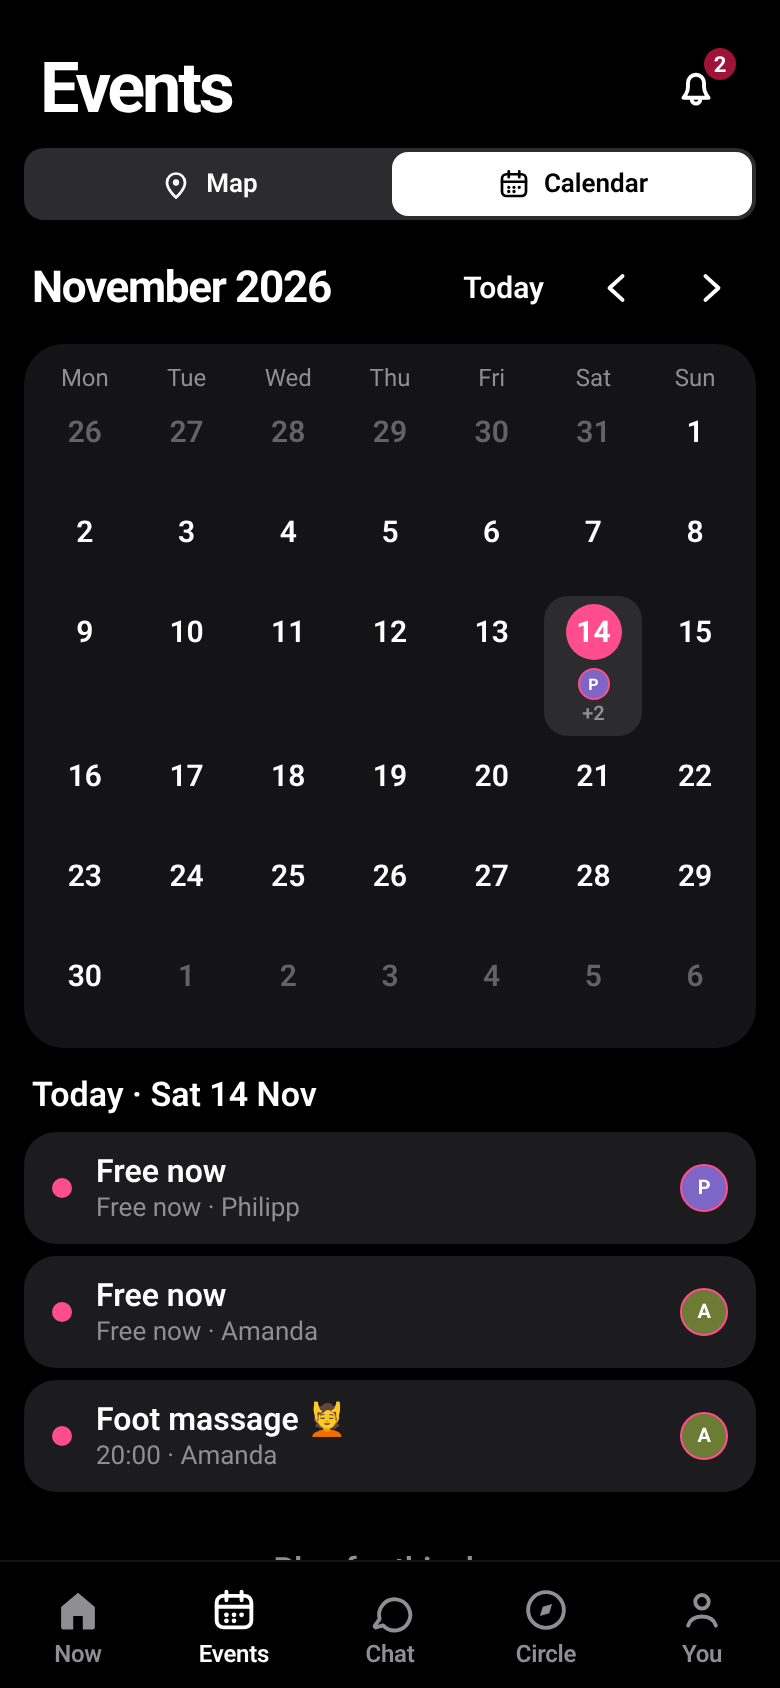 Events
2
Map
Calendar
November 2026
Today
Mon Tue Wed Thu Fri Sat Sun
26 27 28 29 30 31 1
2 3 4 5 6 7 8
9 10 11 12 13 14 15
P
+2
16 17 18 19 20 21 22
23 24 25 26 27 28 29
30 1 2 3 4 5 6
Today · Sat 14 Nov
Free now
Free now · Philipp
P
Free now
Free now · Amanda
A
Foot massage 💆
20:00 · Amanda
A
Now
Events
Chat
Circle
You